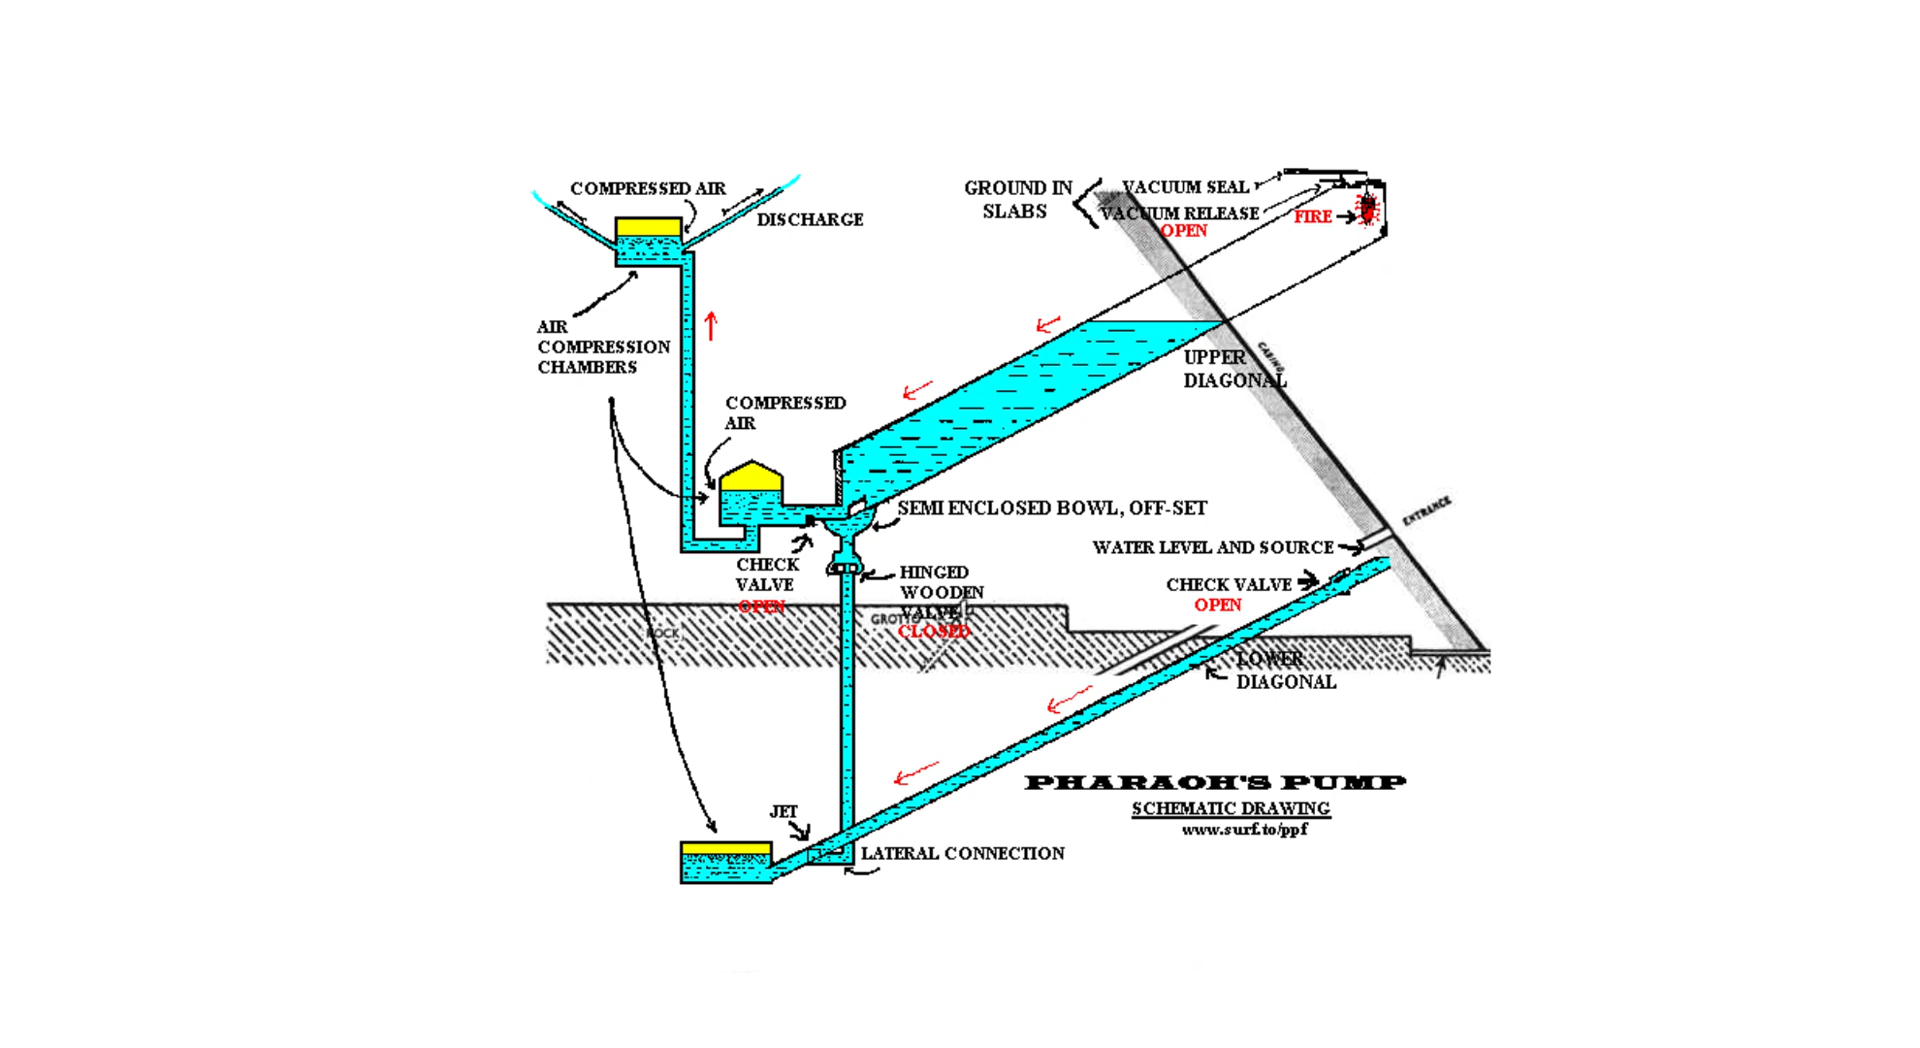 COMPRESSED AIR
DISCHARGE
GROUND IN
SLABS
VACUUM SEAL
VACUUM RELEASE
OPEN
FIRE
AIR
COMPRESSION
CHAMBERS
UPPER
DIAGONAL
CASING
COMPRESSED
AIR
SEMI ENCLOSED BOWL, OFF-SET
ENTRANCE
WATER LEVEL AND SOURCE
CHECK VALVE
OPEN
CHECK
VALVE
OPEN
HINGED
WOODEN
VALVE
CLOSED
GROTTO
ROCK
LOWER
DIAGONAL
PHARAOH'S PUMP
SCHEMATIC DRAWING
www.surf.to/ppf
JET
LATERAL CONNECTION